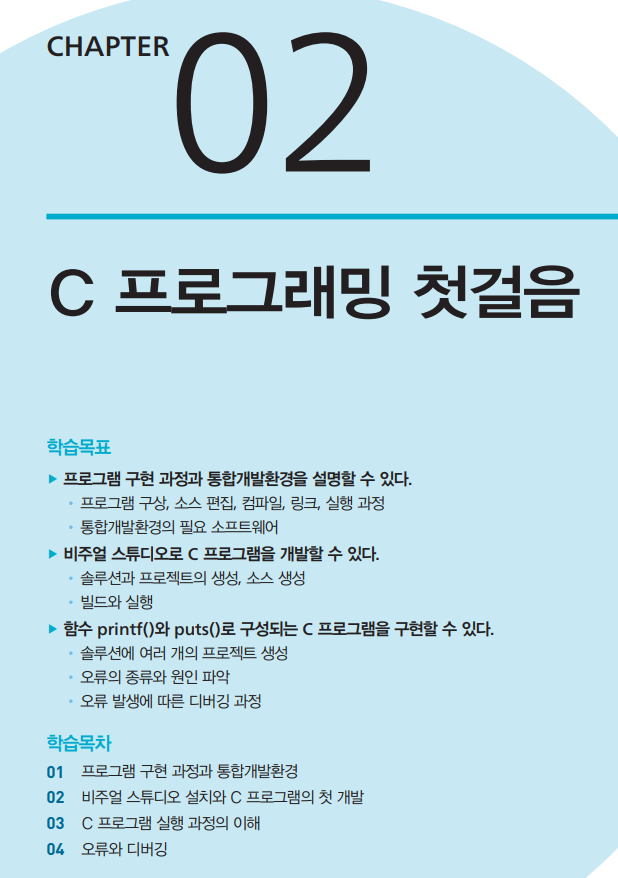 CHAPTER 02
C 프로그래밍 첫걸음
학습목표
▶ 프로그램 구현 과정과 통합개발환경을 설명할 수 있다.
• 프로그램 구상, 소스 편집, 컴파일, 링크, 실행 과정
• 통합개발환경의 필요 소프트웨어
▶ 비주얼 스튜디오로 C 프로그램을 개발할 수 있다.
• 솔루션과 프로젝트의 생성, 소스 생성
• 빌드와 실행
▶ 함수 printf()와 puts()로 구성되는 C 프로그램을 구현할 수 있다.
• 솔루션에 여러 개의 프로젝트 생성
• 오류의 종류와 원인 파악
• 오류 발생에 따른 디버깅 과정
학습목차
01 프로그램 구현 과정과 통합개발환경
02 비주얼 스튜디오 설치와 C 프로그램의 첫 개발
03 C 프로그램 실행 과정의 이해
04 오류와 디버깅